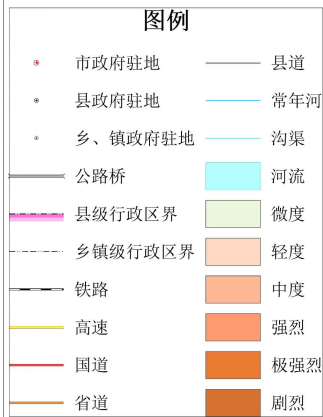 图例
市政府驻地
县道
县政府驻地
常年河
乡、镇政府驻地
沟渠
公路桥
河流
县级行政区界
微度
乡镇级行政区界
轻度
铁路
中度
高速
强烈
国道
极强烈
省道
剧烈